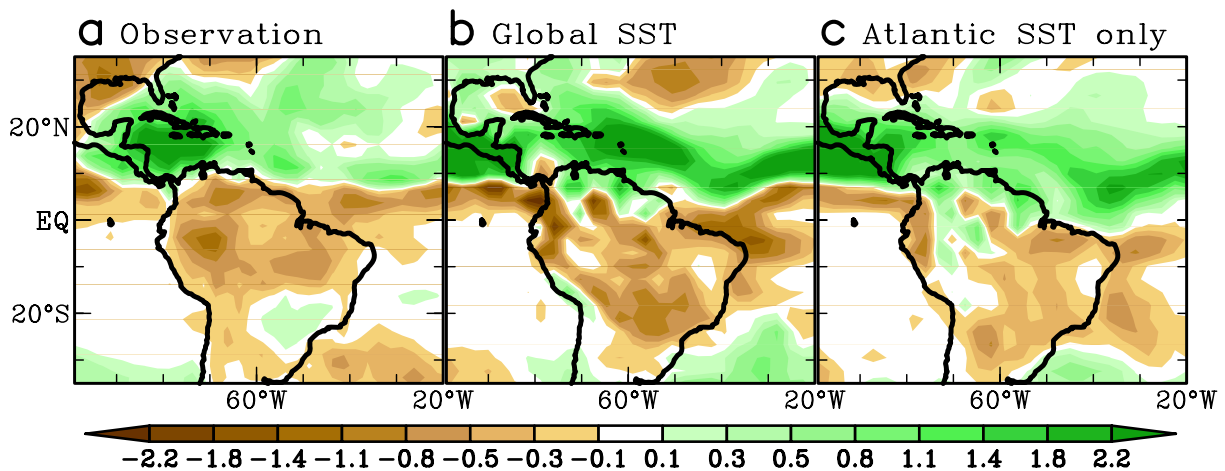 a Observation
b Global SST
c Atlantic SST only
20°N
EQ
20°S
60°W
20°W
60°W
20°W
60°W
20°W
−2.2 −1.8 −1.4 −1.1 −0.8 −0.5 −0.3 −0.1 0.1 0.3 0.5 0.8 1.1 1.4 1.8 2.2